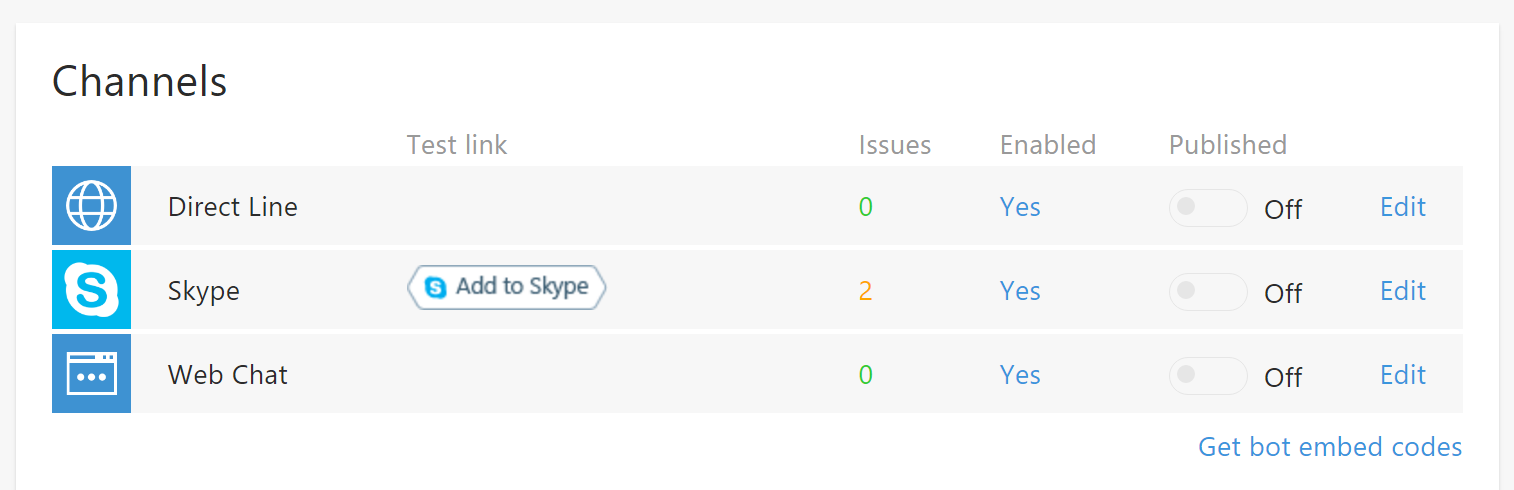 Channels
Test link Issues Enabled Published
Direct Line 0 Yes Off Edit
Skype Add to Skype 2 Yes Off Edit
Web Chat 0 Yes Off Edit
Get bot embed codes